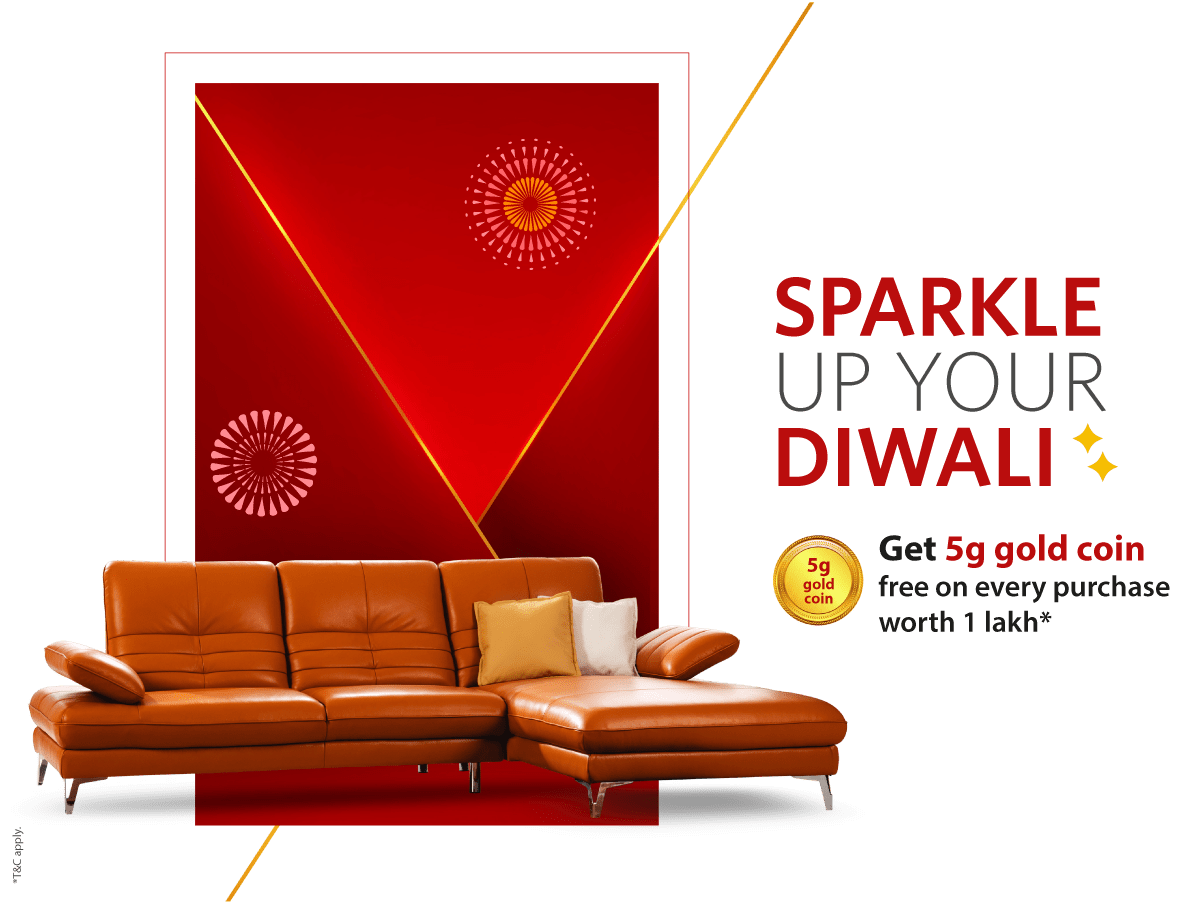 SPARKLE
UP YOUR
DIWALI
5g
gold
coin
Get 5g gold coin
free on every purchase
worth 1 lakh*
*T&C apply.